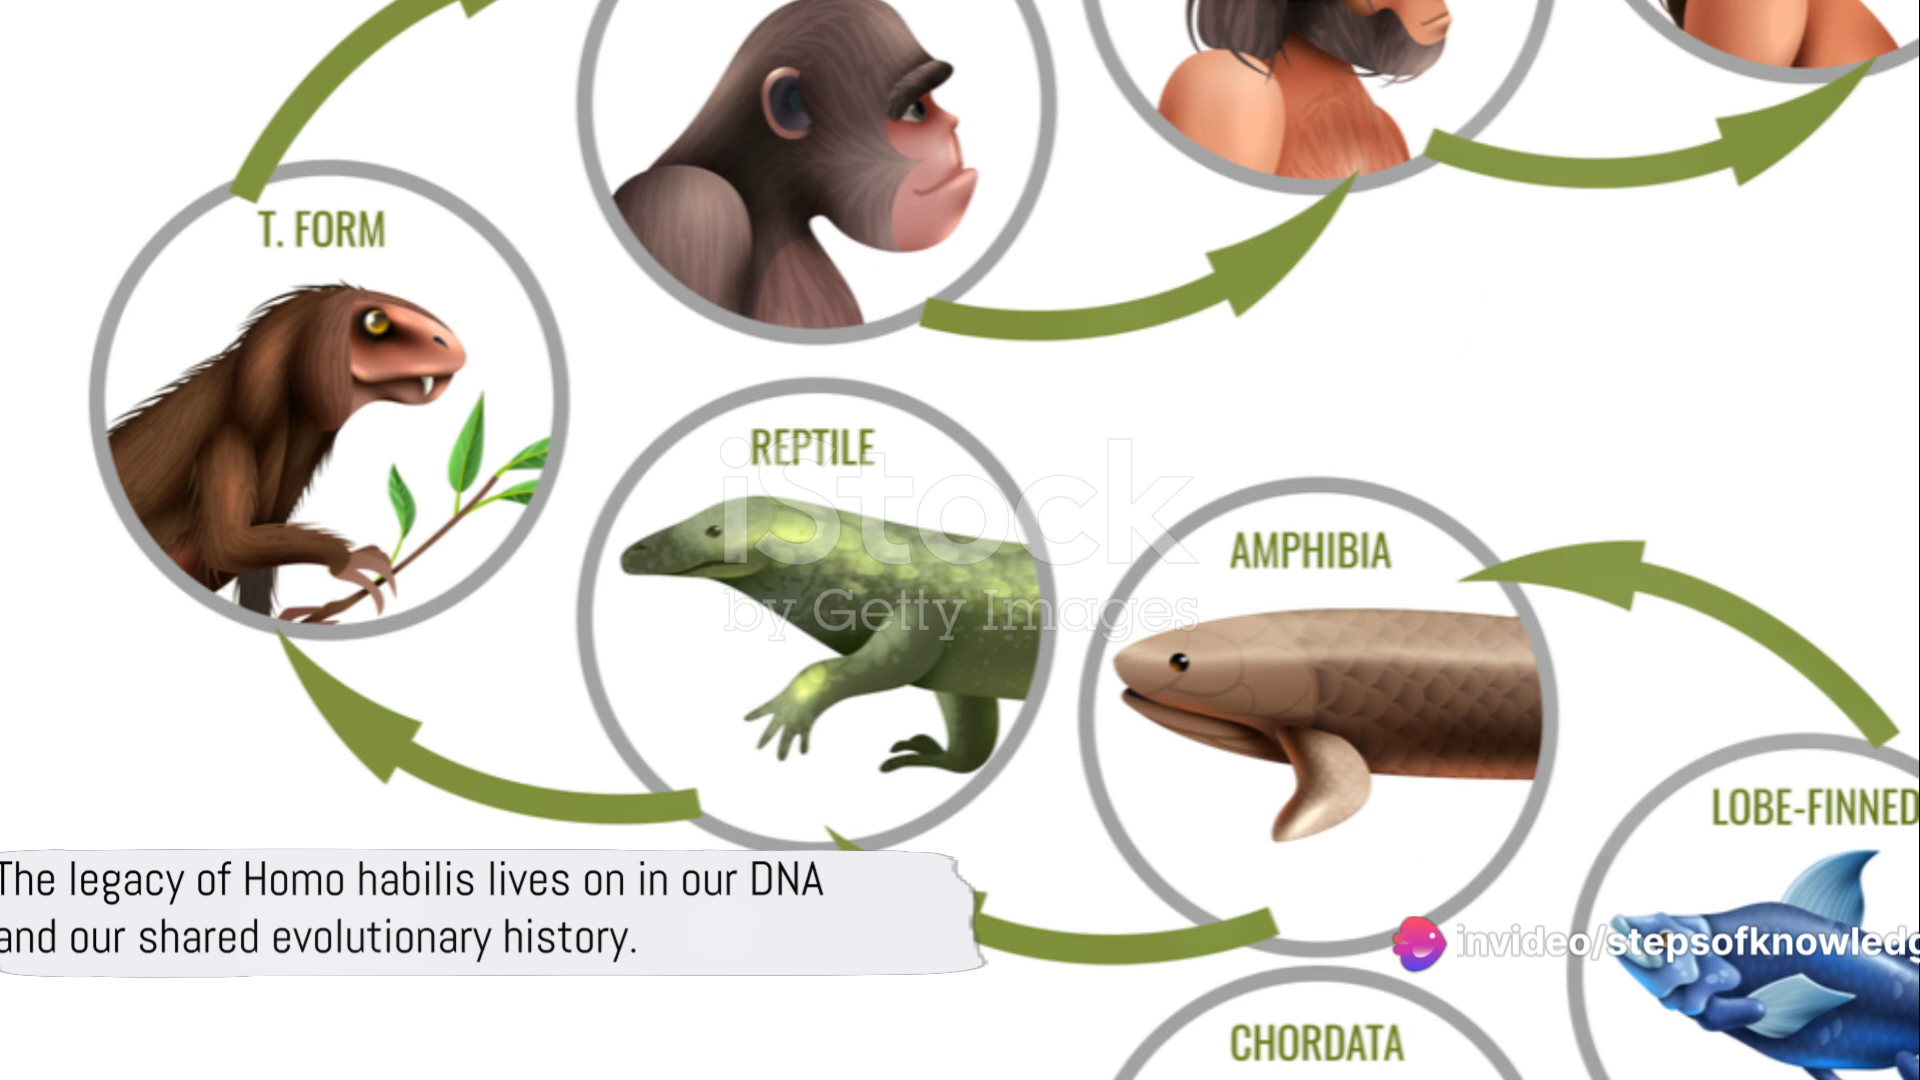 T. FORM
REPTILE
iStock
by Getty Images
AMPHIBIA
LOBE-FINNED
The legacy of Homo habilis lives on in our DNA
and our shared evolutionary history.
invideo/stepsofknowledg
CHORDATA